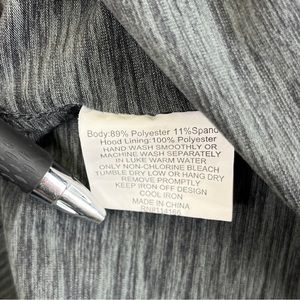 Body:89% Polyester 11%Spand
Hood Lining:100% Polyester
HAND WASH SMOOTHLY OR
MACHINE WASH SEPARATELY
IN LUKE WARM WATER
ONLY NON-CHLORINE BLEACH
TUMBLE DRY LOW OR HANG DRY
REMOVE PROMPTLY
KEEP IRON OFF DESIGN
COOL IRON
MADE IN CHINA